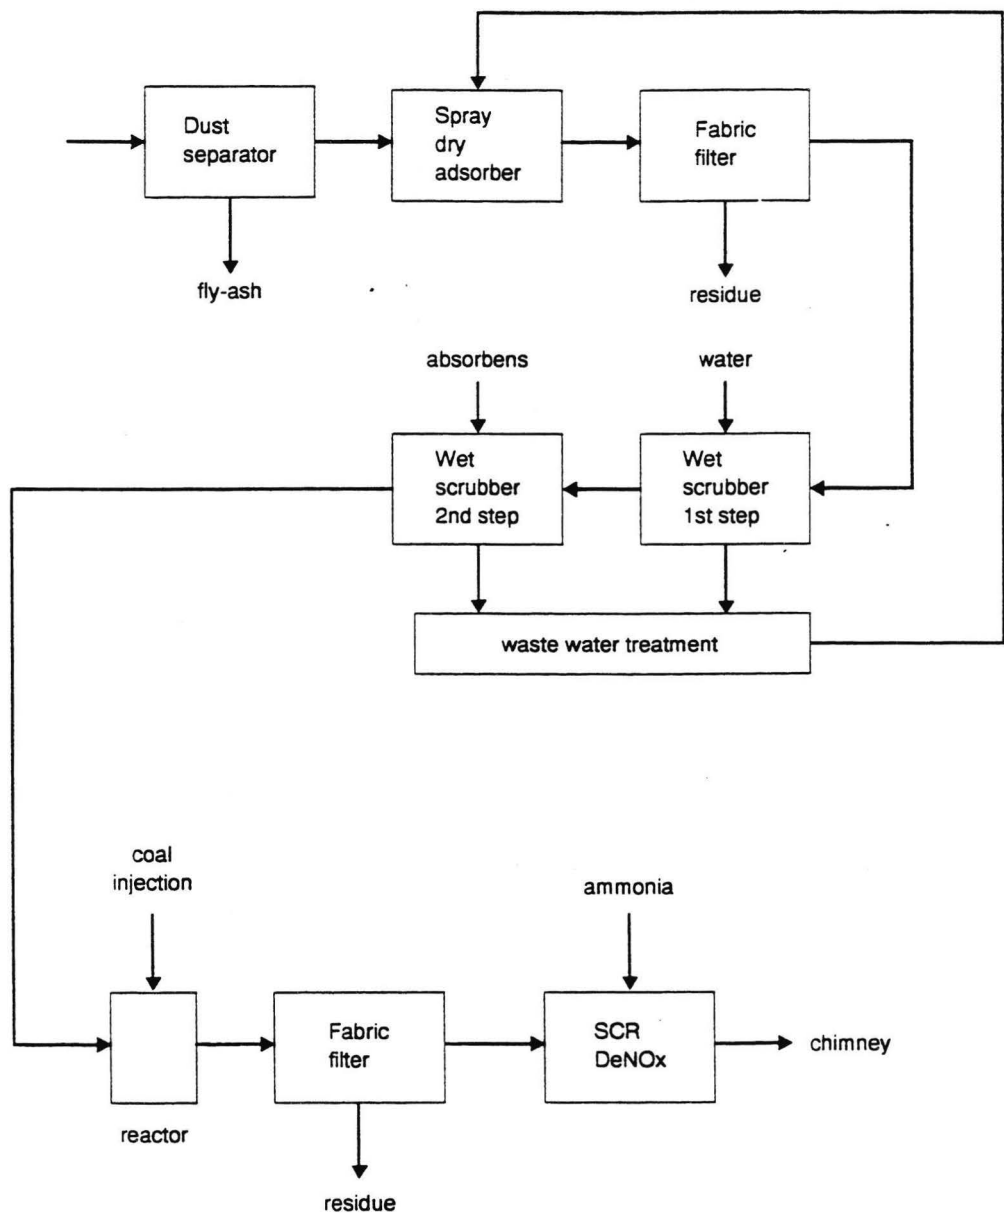 Dust
separator
Spray
dry
adsorber
Fabric
filter
fly-ash
residue
absorbens
water
Wet
scrubber
2nd step
Wet
scrubber
1st step
waste water treatment
coal
injection
ammonia
Fabric
filter
SCR
DeNOx
chimney
reactor
residue